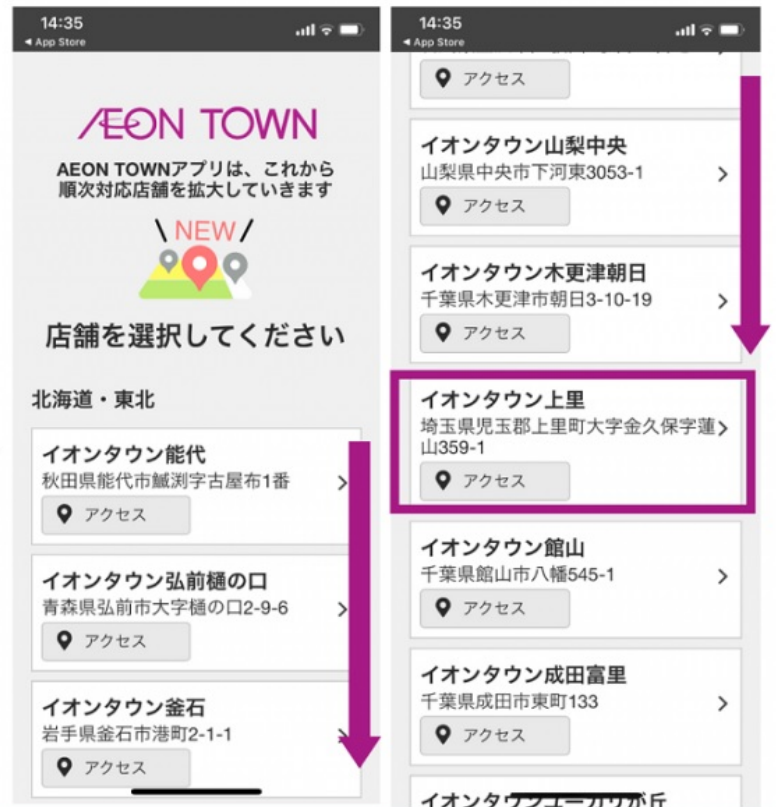 14:35
◀ App Store
ÆON TOWN
AEON TOWNアプリは、これから
順次対応店舗を拡大していきます
\ NEW /
店舗を選択してください
北海道・東北
イオンタウン能代
秋田県能代市鰄渕字古屋布1番
アクセス
イオンタウン弘前樋の口
青森県弘前市大字樋の口2-9-6
アクセス
イオンタウン釜石
岩手県釜石市港町2-1-1
アクセス
14:35
◀ App Store
アクセス
イオンタウン山梨中央
山梨県中央市下河東3053-1
アクセス
イオンタウン木更津朝日
千葉県木更津市朝日3-10-19
アクセス
イオンタウン上里
埼玉県児玉郡上里町大字金久保字蓮
山359-1
アクセス
イオンタウン館山
千葉県館山市八幡545-1
アクセス
イオンタウン成田富里
千葉県成田市東町133
アクセス
イオンタウンユーカリが丘